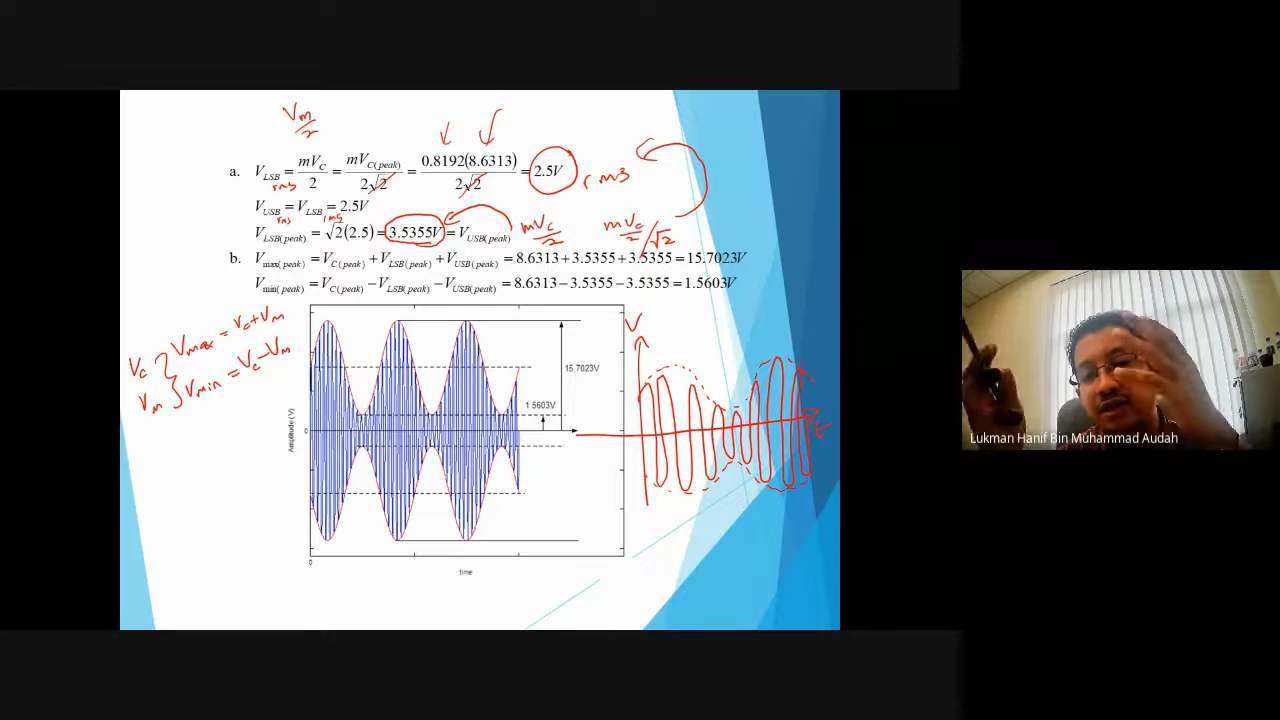 Vm/2
a. V_LSB = mV_C/2 = mV_C(peak)/2√2 = 0.8192(8.6313)/2√2 = 2.5V rms
rms
V_USB = V_LSB = 2.5V
rms rms
V_LSB(peak) = √2(2.5) = 3.5355V = V_USB(peak) mVc/2 mVc/2/√2
b. V_max(peak) = V_C(peak) + V_LSB(peak) + V_USB(peak) = 8.6313 + 3.5355 + 3.5355 = 15.7023V
V_min(peak) = V_C(peak) − V_LSB(peak) − V_USB(peak) = 8.6313 − 3.5355 − 3.5355 = 1.5603V
Vc } Vmax = Vc + Vm
Vm } Vmin = Vc − Vm
V
15.7023V
1.5603V
Amplitude (V)
0
t
0
time
Lukman Hanif Bin Muhammad Audah